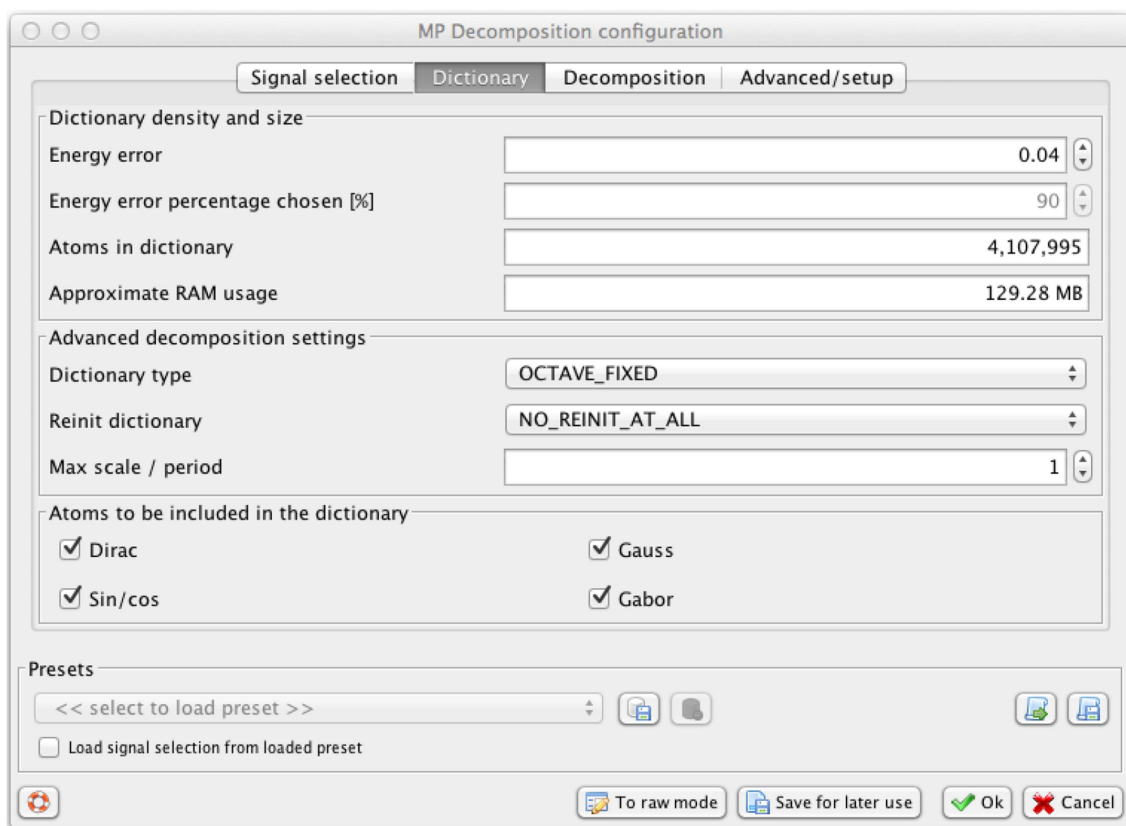 MP Decomposition configuration
Signal selection Dictionary Decomposition Advanced/setup
Dictionary density and size
Energy error 0.04
Energy error percentage chosen [%] 90
Atoms in dictionary 4,107,995
Approximate RAM usage 129.28 MB
Advanced decomposition settings
Dictionary type OCTAVE_FIXED
Reinit dictionary NO_REINIT_AT_ALL
Max scale / period 1
Atoms to be included in the dictionary
Dirac Gauss
Sin/cos Gabor
Presets
<< select to load preset >>
Load signal selection from loaded preset
To raw mode Save for later use Ok Cancel